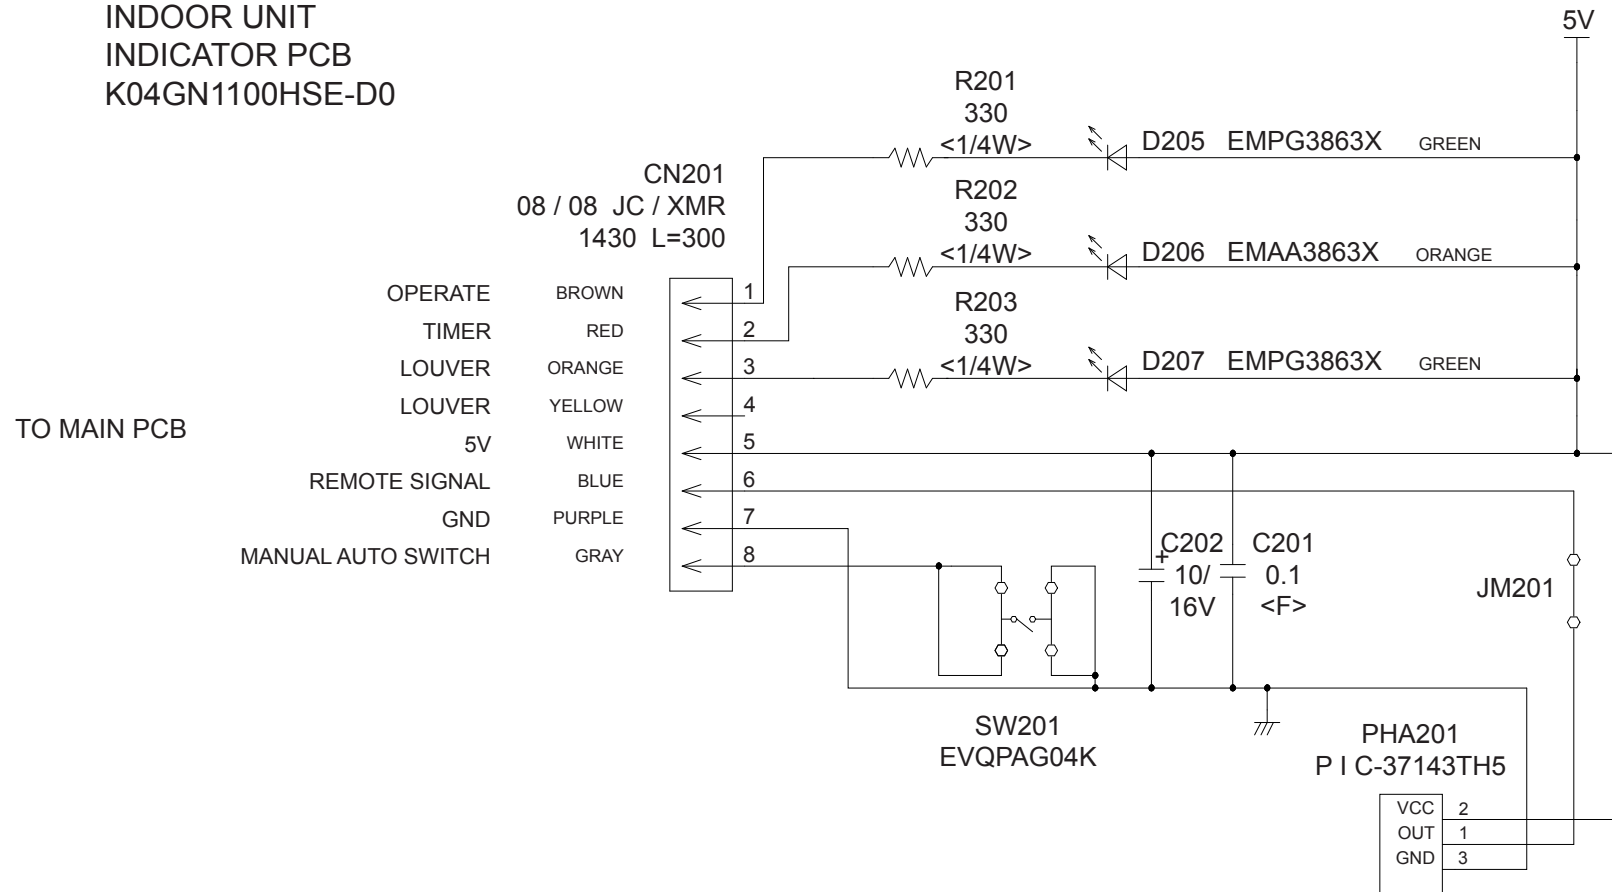 INDOOR UNIT
INDICATOR PCB
K04GN1100HSE-D0
5V
R201
330
<1/4W>
D205 EMPG3863X GREEN
R202
330
<1/4W>
D206 EMAA3863X ORANGE
R203
330
<1/4W>
D207 EMPG3863X GREEN
CN201
08 / 08 JC / XMR
1430 L=300
OPERATE BROWN 1
TIMER RED 2
LOUVER ORANGE 3
LOUVER YELLOW 4
TO MAIN PCB
5V WHITE 5
REMOTE SIGNAL BLUE 6
GND PURPLE 7
MANUAL AUTO SWITCH GRAY 8
+
C202
10/
16V
C201
0.1
<F>
JM201
SW201
EVQPAG04K
PHA201
P I C-37143TH5
VCC 2
OUT 1
GND 3